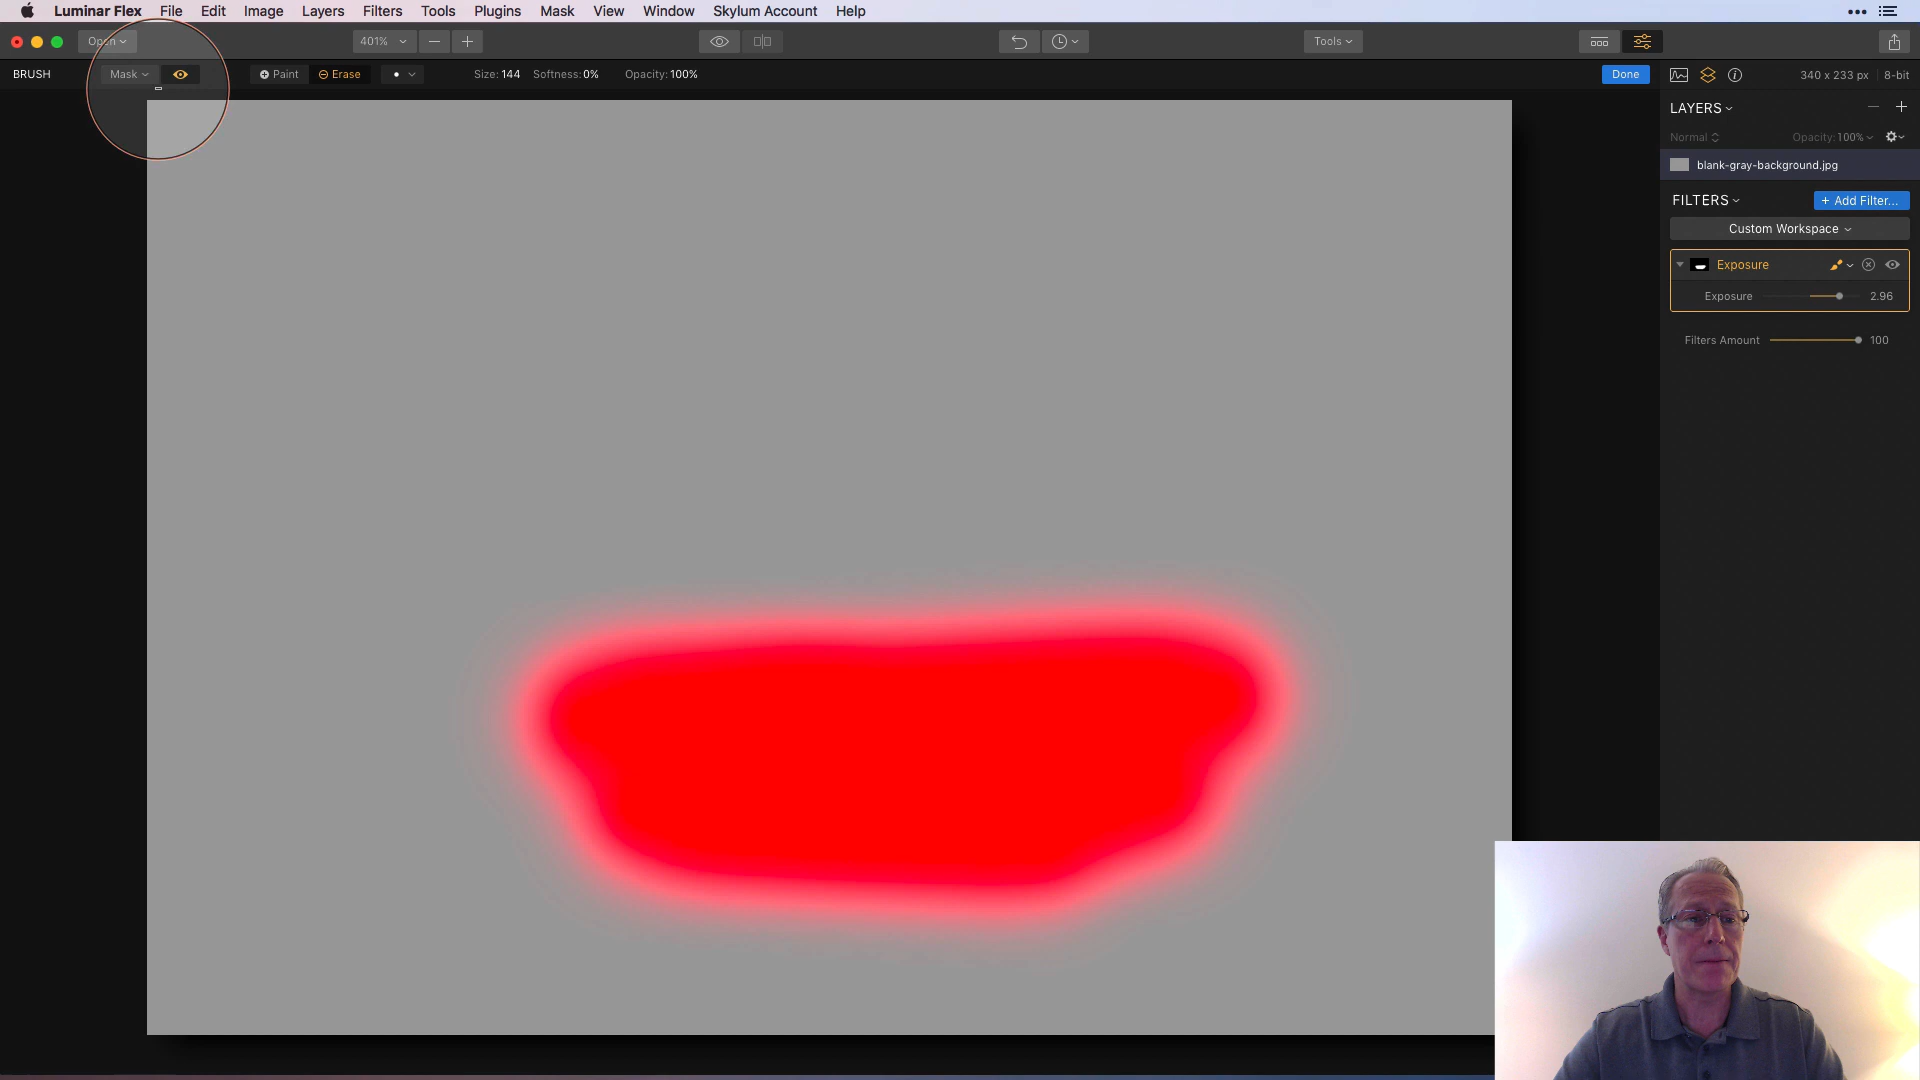 Luminar Flex File Edit Image Layers Filters Tools Plugins Mask View Window Skylum Account Help
Open 401% Tools
BRUSH Mask Paint Erase Size: 144 Softness: 0% Opacity: 100% Done 340 x 233 px 8-bit
LAYERS
Normal Opacity: 100%
blank-gray-background.jpg
FILTERS + Add Filter...
Custom Workspace
Exposure
Exposure 2.96
Filters Amount 100